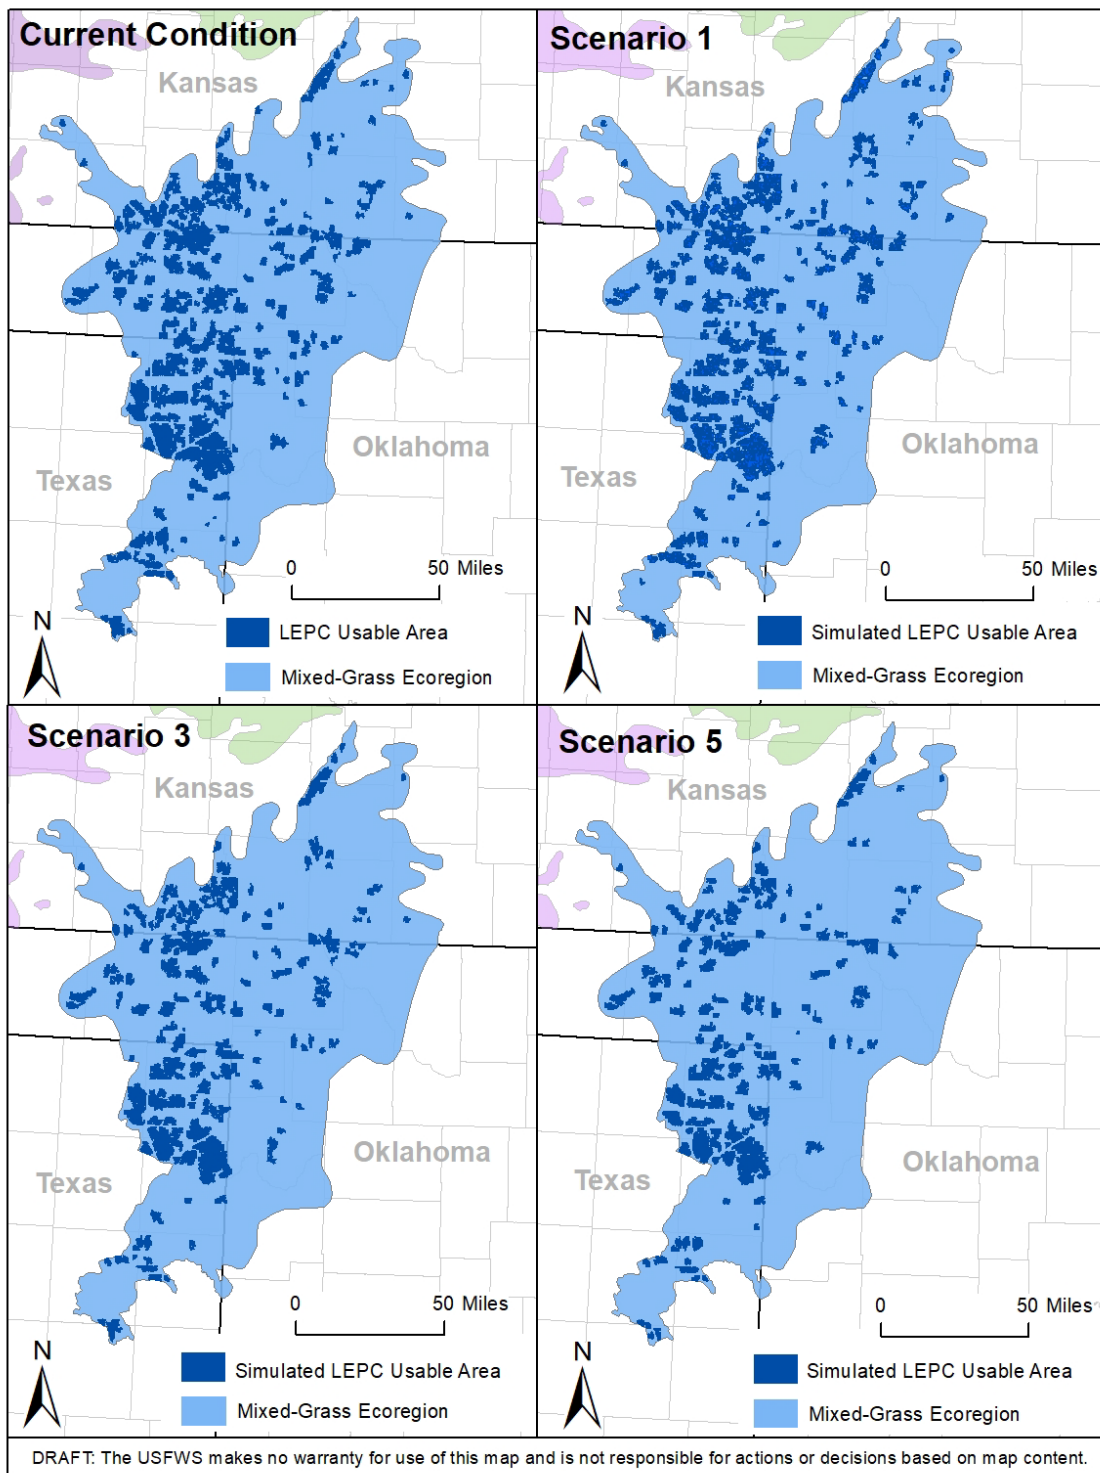 Current Condition
Kansas
Oklahoma
Texas
0 50 Miles
N
LEPC Usable Area
Mixed-Grass Ecoregion
Scenario 1
Kansas
Oklahoma
Texas
0 50 Miles
N
Simulated LEPC Usable Area
Mixed-Grass Ecoregion
Scenario 3
Kansas
Oklahoma
Texas
0 50 Miles
N
Simulated LEPC Usable Area
Mixed-Grass Ecoregion
Scenario 5
Kansas
Oklahoma
Texas
0 50 Miles
N
Simulated LEPC Usable Area
Mixed-Grass Ecoregion
DRAFT: The USFWS makes no warranty for use of this map and is not responsible for actions or decisions based on map content.